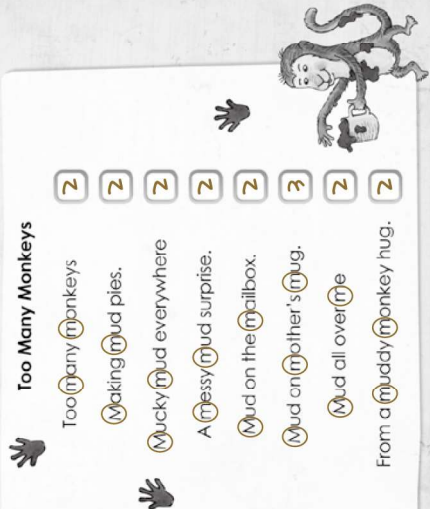 Too Many Monkeys
Too many monkeys 2
Making mud pies. 2
Mucky mud everywhere 2
A messy mud surprise. 2
Mud on the mailbox. 2
Mud on mother's mug. 3
Mud all over me 2
From a muddy monkey hug. 2